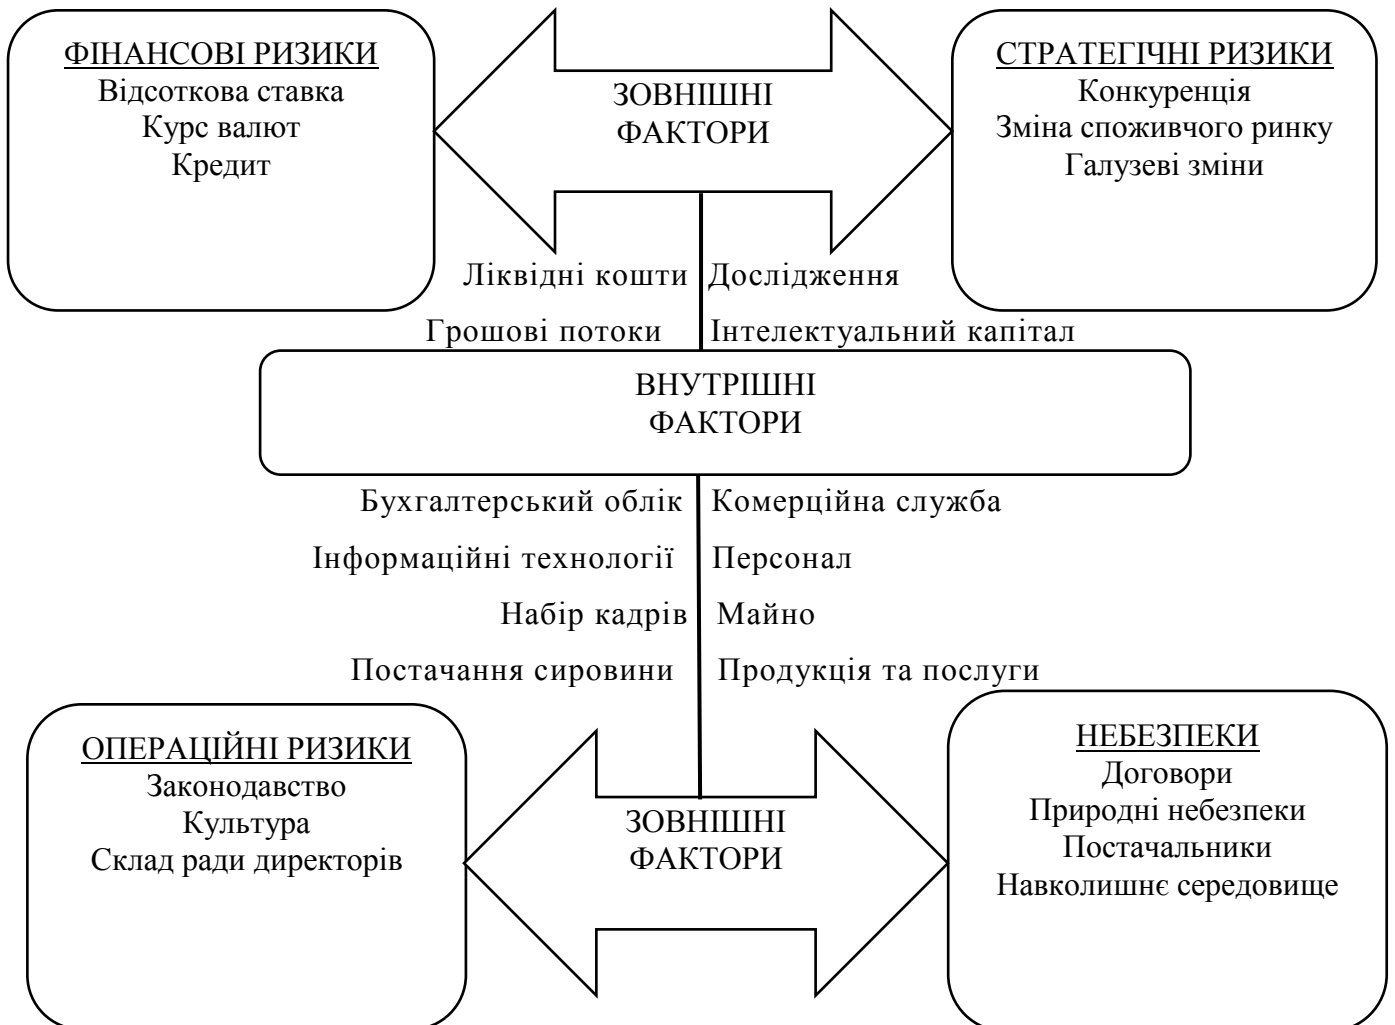 ФІНАНСОВІ РИЗИКИ
Відсоткова ставка
Курс валют
Кредит
ЗОВНІШНІ
ФАКТОРИ
СТРАТЕГІЧНІ РИЗИКИ
Конкуренція
Зміна споживчого ринку
Галузеві зміни
Ліквідні кошти Дослідження
Грошові потоки Інтелектуальний капітал
ВНУТРІШНІ
ФАКТОРИ
Бухгалтерський облік Комерційна служба
Інформаційні технології Персонал
Набір кадрів Майно
Постачання сировини Продукція та послуги
ОПЕРАЦІЙНІ РИЗИКИ
Законодавство
Культура
Склад ради директорів
ЗОВНІШНІ
ФАКТОРИ
НЕБЕЗПЕКИ
Договори
Природні небезпеки
Постачальники
Навколишнє середовище